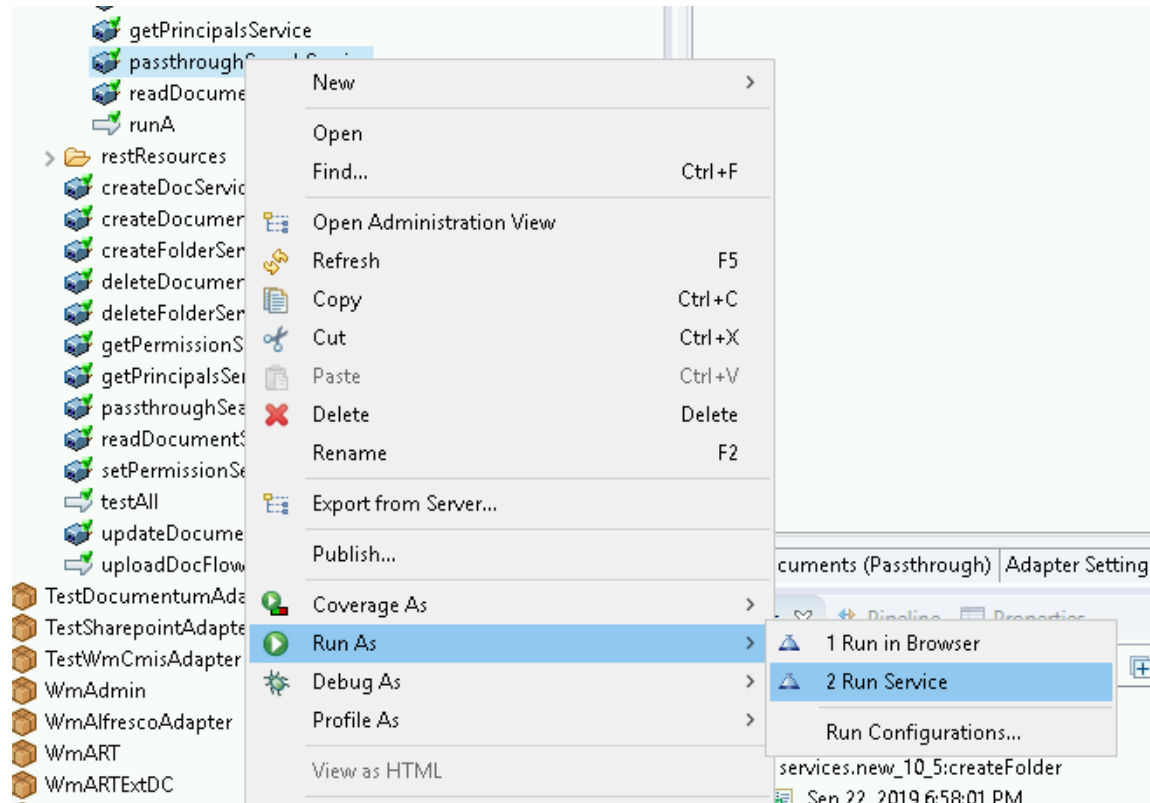 getPrincipalsService
passthrough
readDocume
runA
restResources
createDocServic
createDocumer
createFolderSer
deleteDocumer
deleteFolderSer
getPermissionS
getPrincipalsSer
passthroughSea
readDocumentS
setPermissionSe
testAll
updateDocume
uploadDocFlow
TestDocumentumAda
TestSharepointAdapte
TestWmCmisAdapter
WmAdmin
WmAlfrescoAdapter
WmART
WmARTExtDC
New
Open
Find... Ctrl+F
Open Administration View
Refresh F5
Copy Ctrl+C
Cut Ctrl+X
Paste Ctrl+V
Delete Delete
Rename F2
Export from Server...
Publish...
Coverage As
Run As
Debug As
Profile As
View as HTML
1 Run in Browser
2 Run Service
Run Configurations...
cuments (Passthrough) Adapter Setting
Pipeline Properties
services.new_10_5:createFolder
Sep 22, 2019 6:58:01 PM